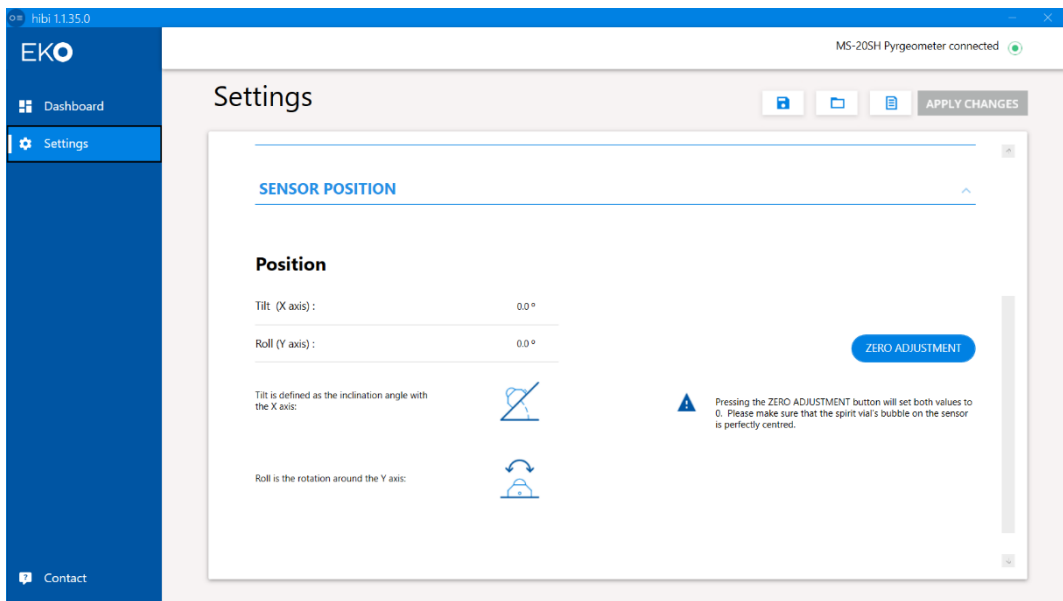 hibi 1.1.35.0
EKO
MS-20SH Pyrgeometer connected
Dashboard
Settings
Settings
APPLY CHANGES
SENSOR POSITION
Position
Tilt (X axis) :
0.0 º
Roll (Y axis) :
0.0 º
ZERO ADJUSTMENT
Tilt is defined as the inclination angle with
the X axis:
Pressing the ZERO ADJUSTMENT button will set both values to
0. Please make sure that the spirit vial's bubble on the sensor
is perfectly centred.
Roll is the rotation around the Y axis:
Contact